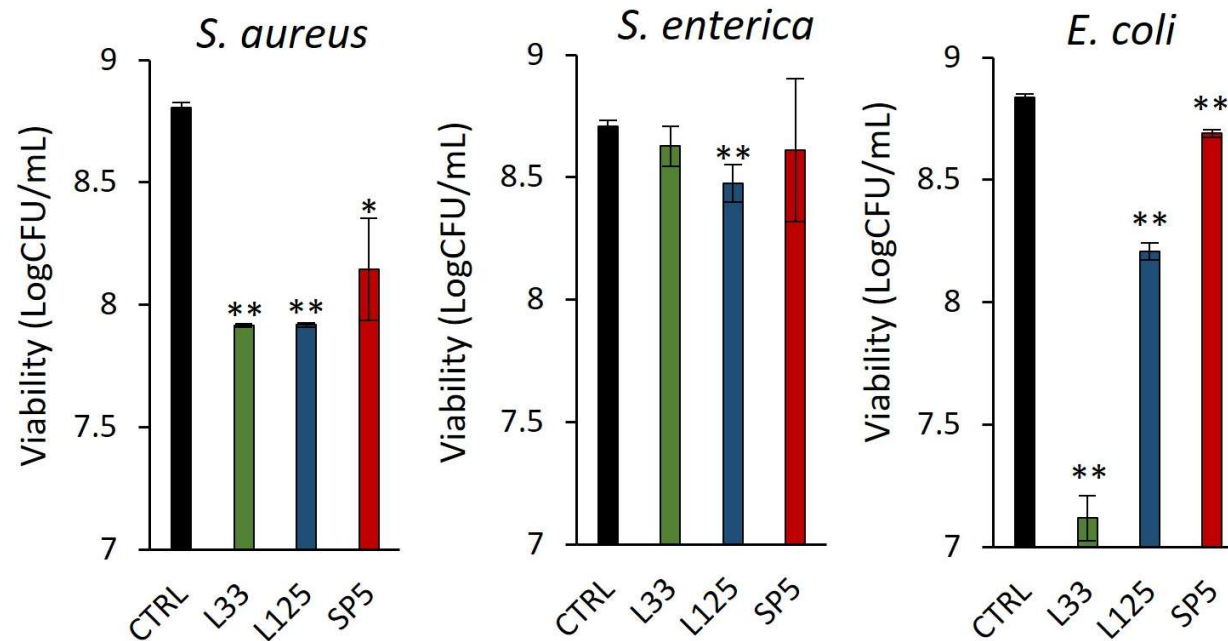 S. aureus
Viability (LogCFU/mL)
9
8.5
8
7.5
7
**
**
*
CTRL
L33
L125
SP5
S. enterica
Viability (LogCFU/mL)
9
8.5
8
7.5
7
**
CTRL
L33
L125
SP5
E. coli
Viability (LogCFU/mL)
9
8.5
8
7.5
7
**
**
**
CTRL
L33
L125
SP5